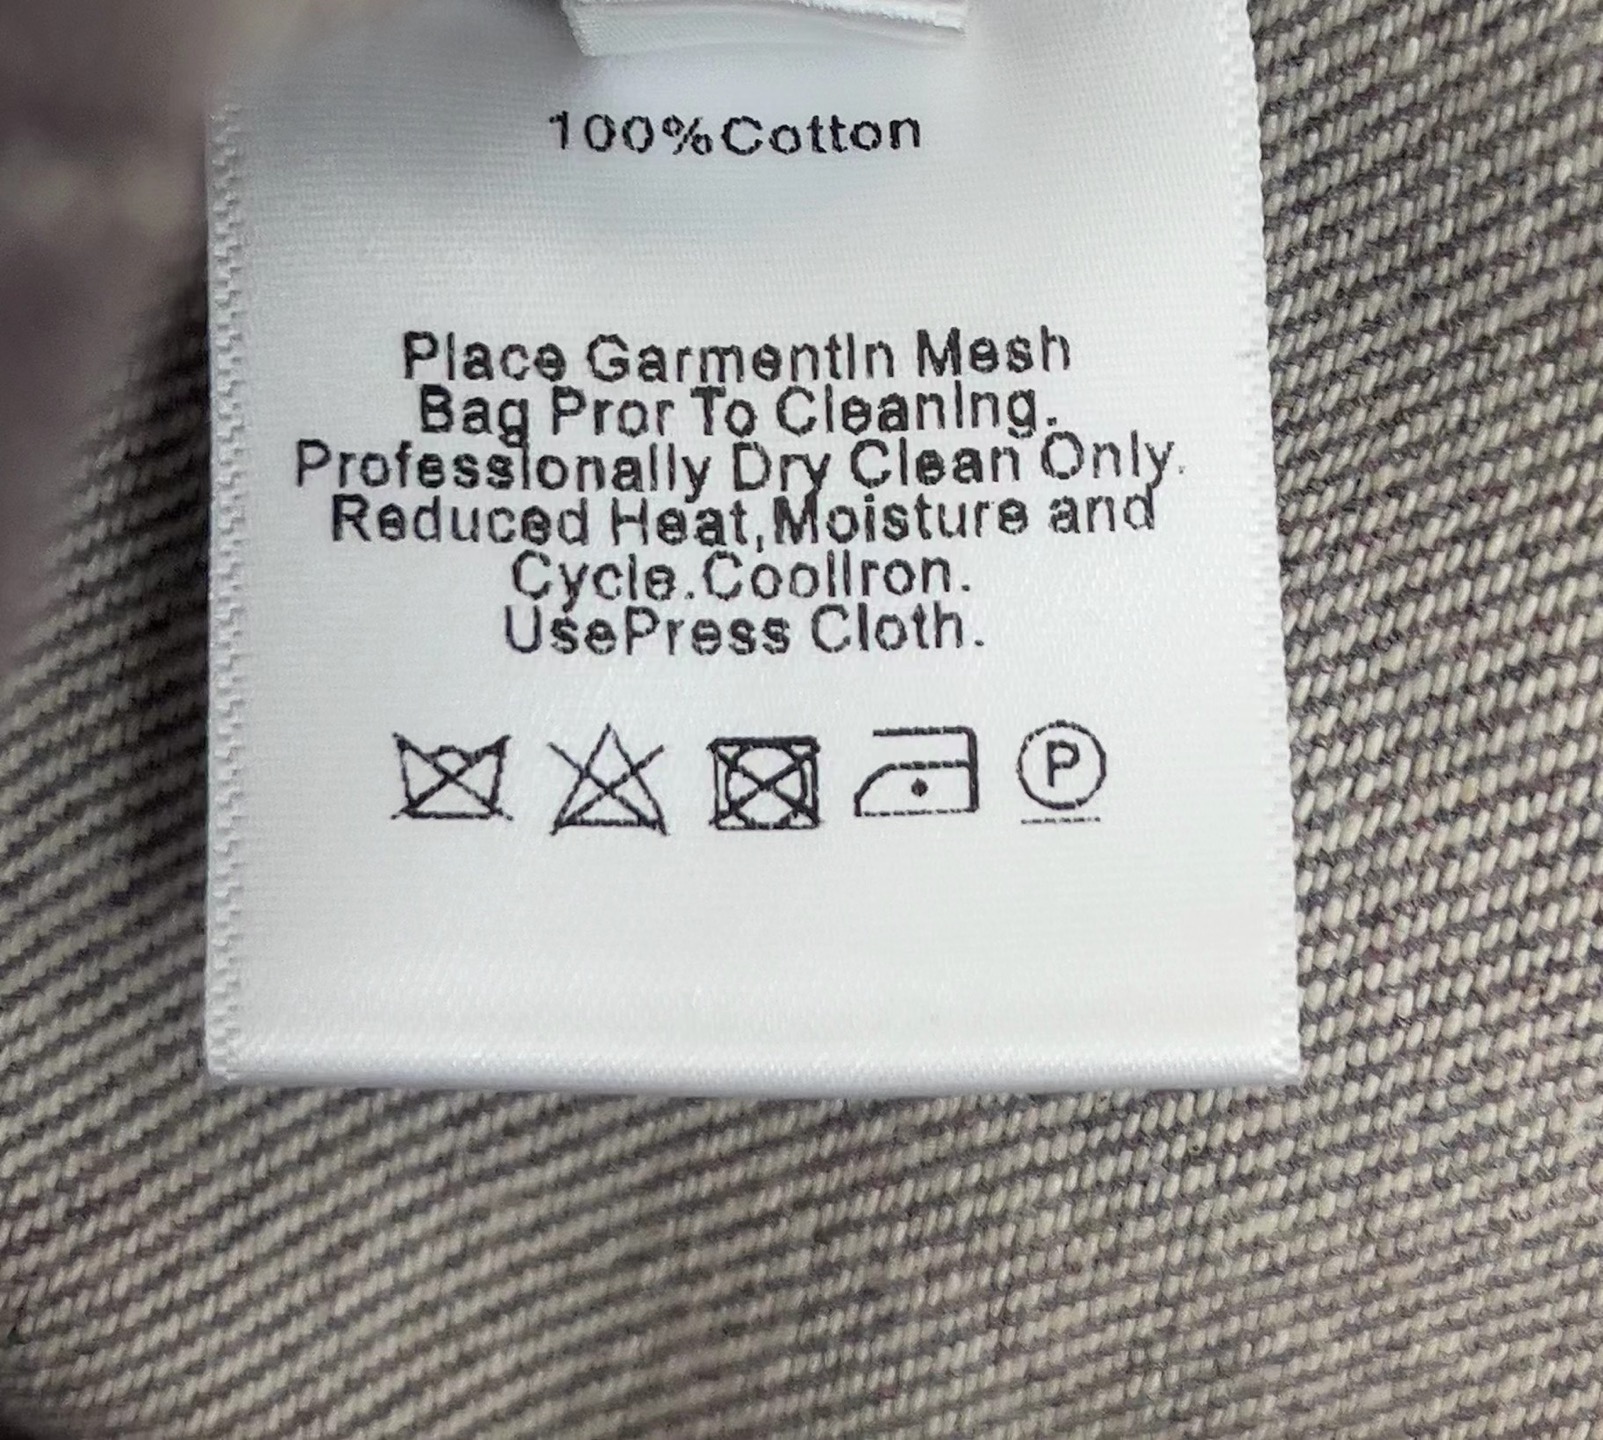 100%Cotton
Place GarmentIn Mesh
Bag Pror To CleanIng.
ProfessIonally Dry Clean Only.
Reduced Heat,Moisture and
Cycle.CoolIron.
UsePress Cloth.
P